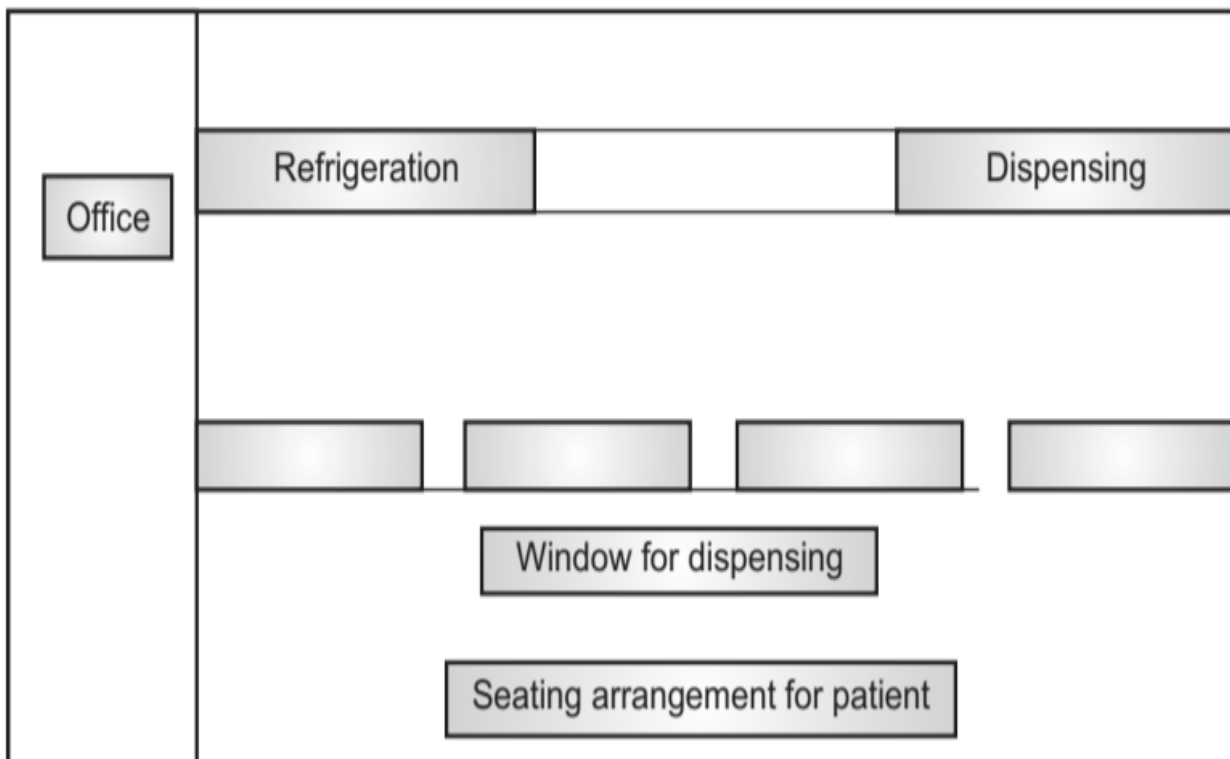 Refrigeration
Dispensing
Office
Window for dispensing
Seating arrangement for patient